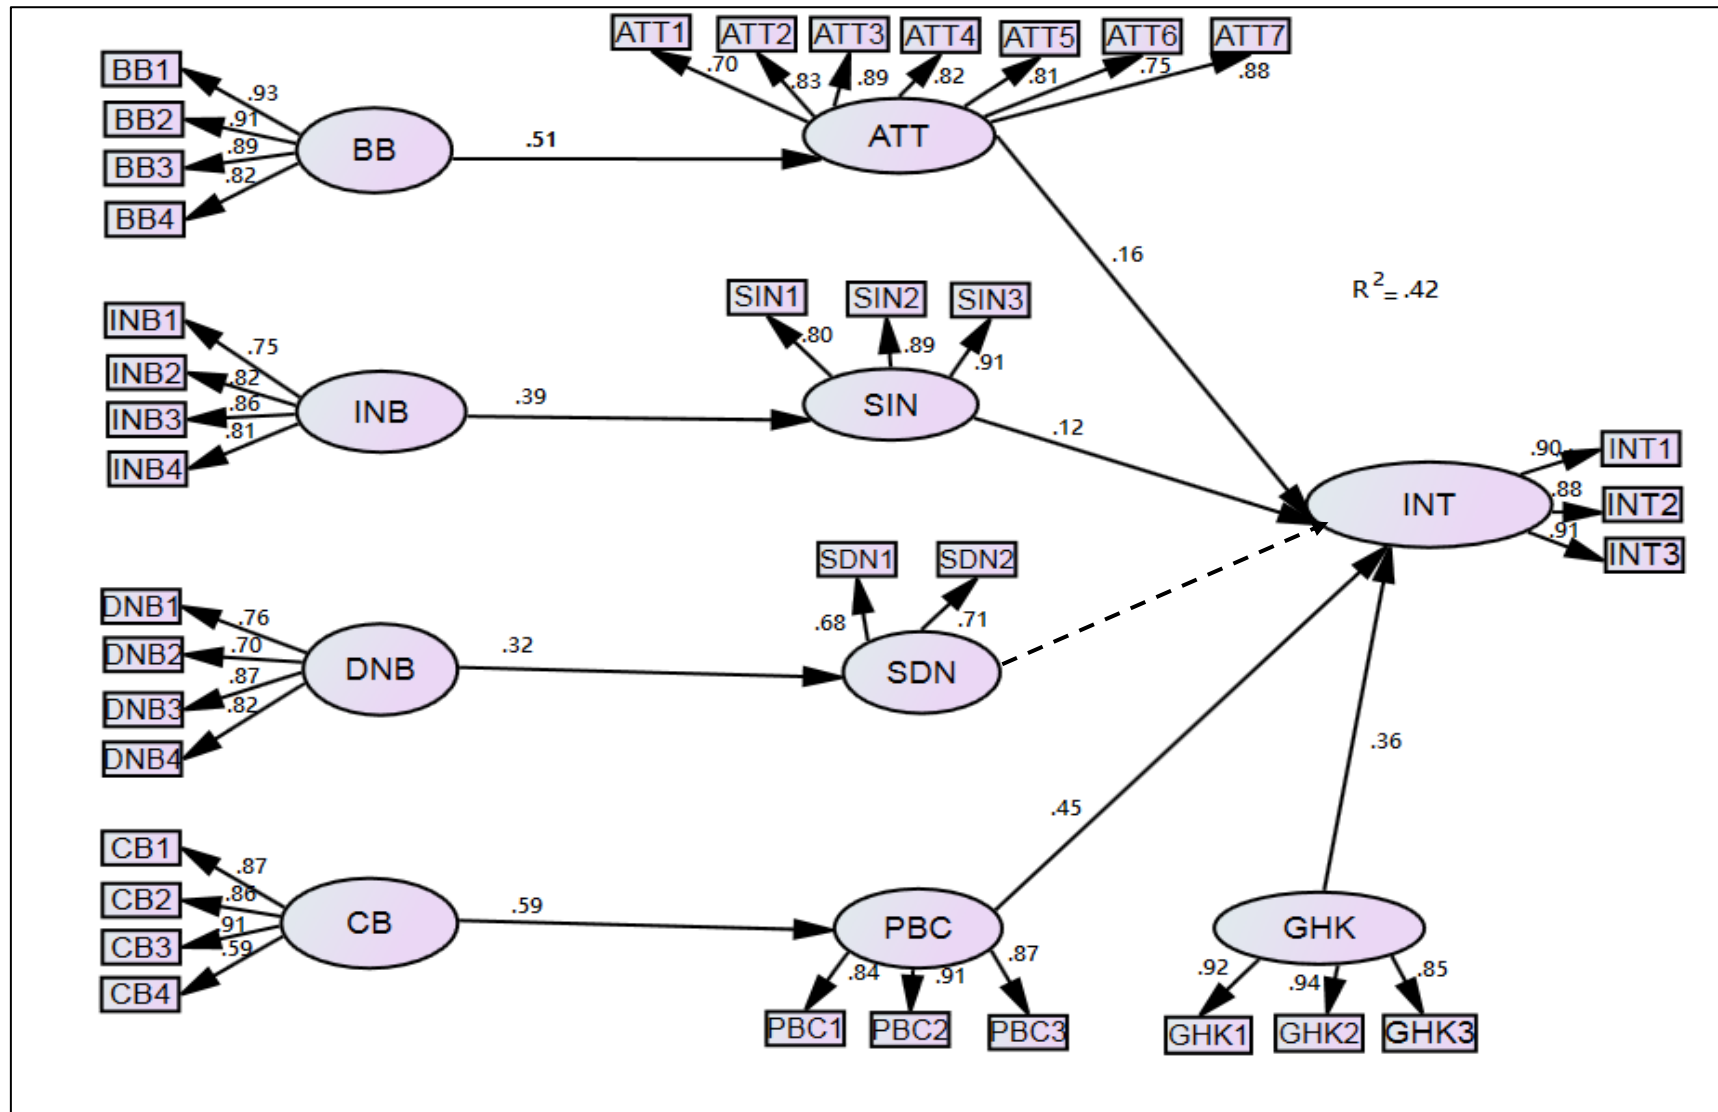 ATT1 ATT2 ATT3 ATT4 ATT5 ATT6 ATT7
.70 .83 .89 .82 .81 .75 .88
BB1
BB2
BB3
BB4
.93
.91
.89
.82
BB
.51
ATT
.16
R2= .42
SIN1 SIN2 SIN3
.80 .89 .91
INB1
INB2
INB3
INB4
.75
.82
.86
.81
INB
.39
SIN
.12
INT
.90
.88
.91
INT1
INT2
INT3
SDN1 SDN2
.68 .71
DNB1
DNB2
DNB3
DNB4
.76
.70
.87
.82
DNB
.32
SDN
.36
.45
CB1
CB2
CB3
CB4
.87
.86
.91
.59
CB
.59
PBC
GHK
.84 .91 .87
.92 .94 .85
PBC1 PBC2 PBC3
GHK1 GHK2 GHK3